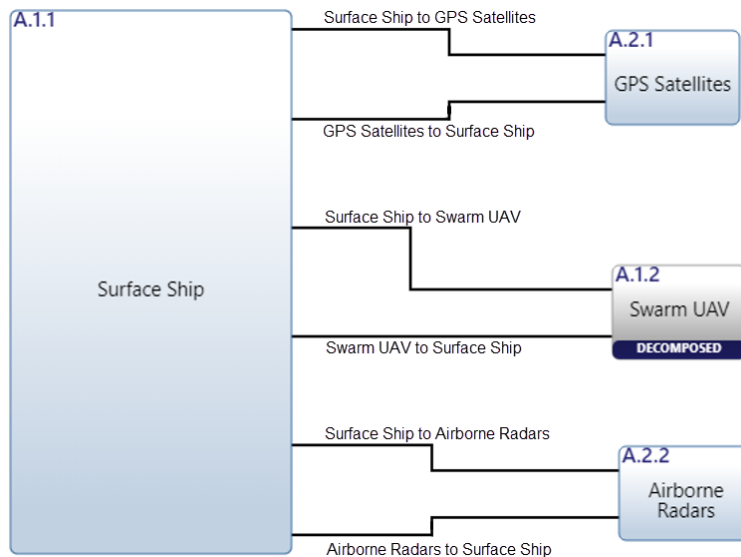 A.1.1
Surface Ship to GPS Satellites
A.2.1
GPS Satellites
GPS Satellites to Surface Ship
Surface Ship to Swarm UAV
A.1.2
Surface Ship
Swarm UAV
DECOMPOSED
Swarm UAV to Surface Ship
Surface Ship to Airborne Radars
A.2.2
Airborne
Radars
Airborne Radars to Surface Ship